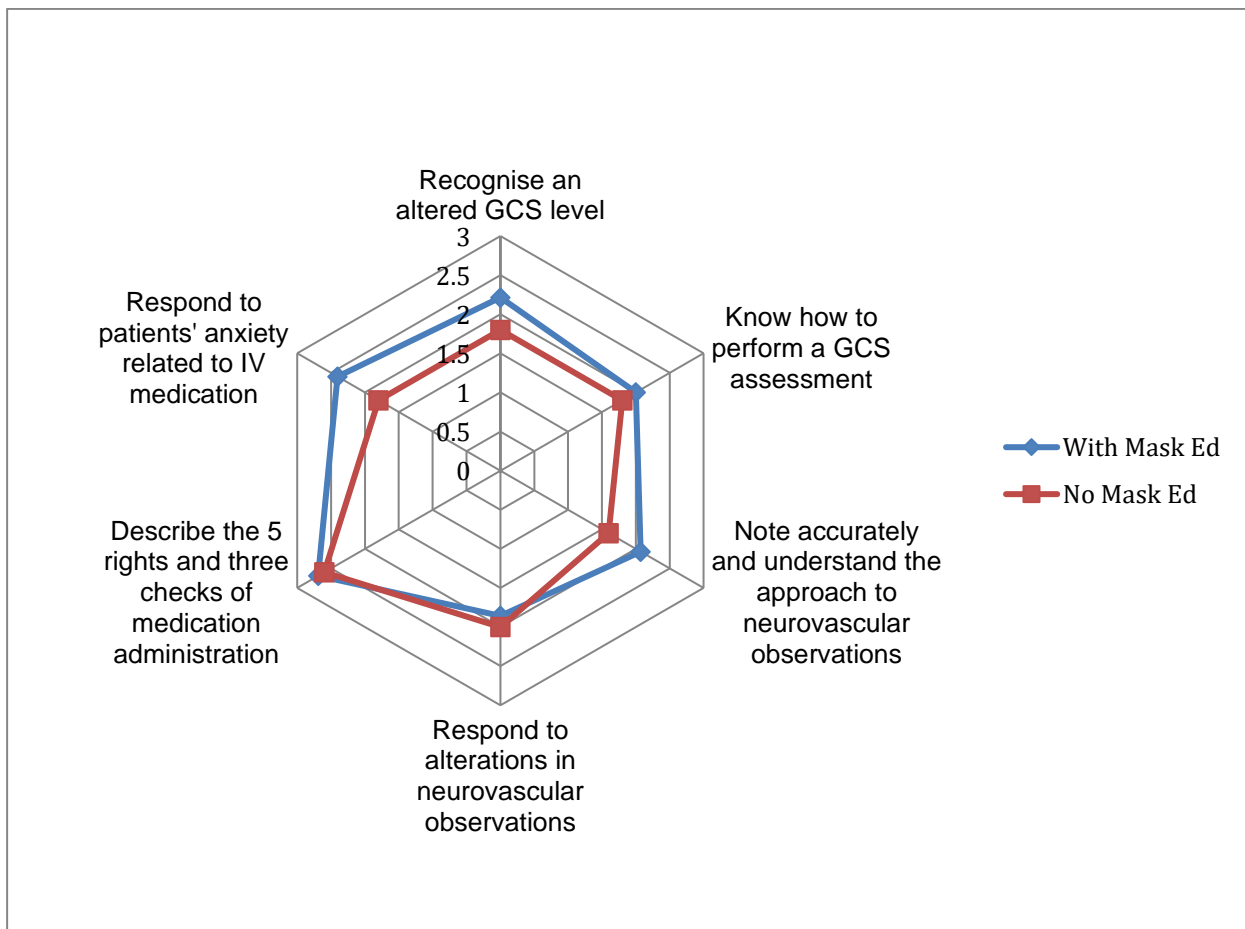 Recognise an
altered GCS level
3
2.5
2
1.5
1
0.5
0
Know how to
perform a GCS
assessment
Note accurately
and understand the
approach to
neurovascular
observations
Respond to
alterations in
neurovascular
observations
Describe the 5
rights and three
checks of
medication
administration
Respond to
patients' anxiety
related to IV
medication
With Mask Ed
No Mask Ed